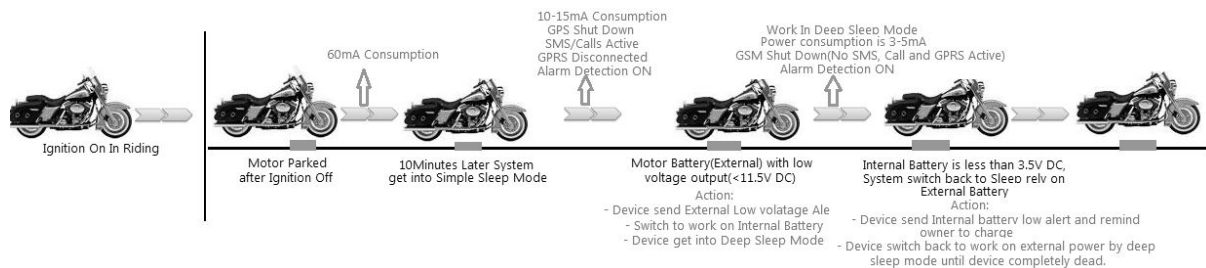 10-15mA Consumption
GPS Shut Down
SMS/Calls Active
GPRS Disconnected
Alarm Detection ON
60mA Consumption
Work In Deep Sleep Mode
Power consumption is 3-5mA
GSM Shut Down(No SMS, Call and GPRS Active)
Alarm Detection ON
Ignition On In Riding
Motor Parked
after Ignition Off
10Minutes Later System
get into Simple Sleep Mode
Motor Battery(External) with low
voltage output(<11.5V DC)
Action:
- Device send External Low volatage Ale
- Switch to work on Internal Battery
- Device get into Deep Sleep Mode
Internal Battery is less than 3.5V DC,
System switch back to Sleep rely on
External Battery
Action:
- Device send Internal battery low alert and remind
owner to charge
- Device switch back to work on external power by deep
sleep mode until device completely dead.